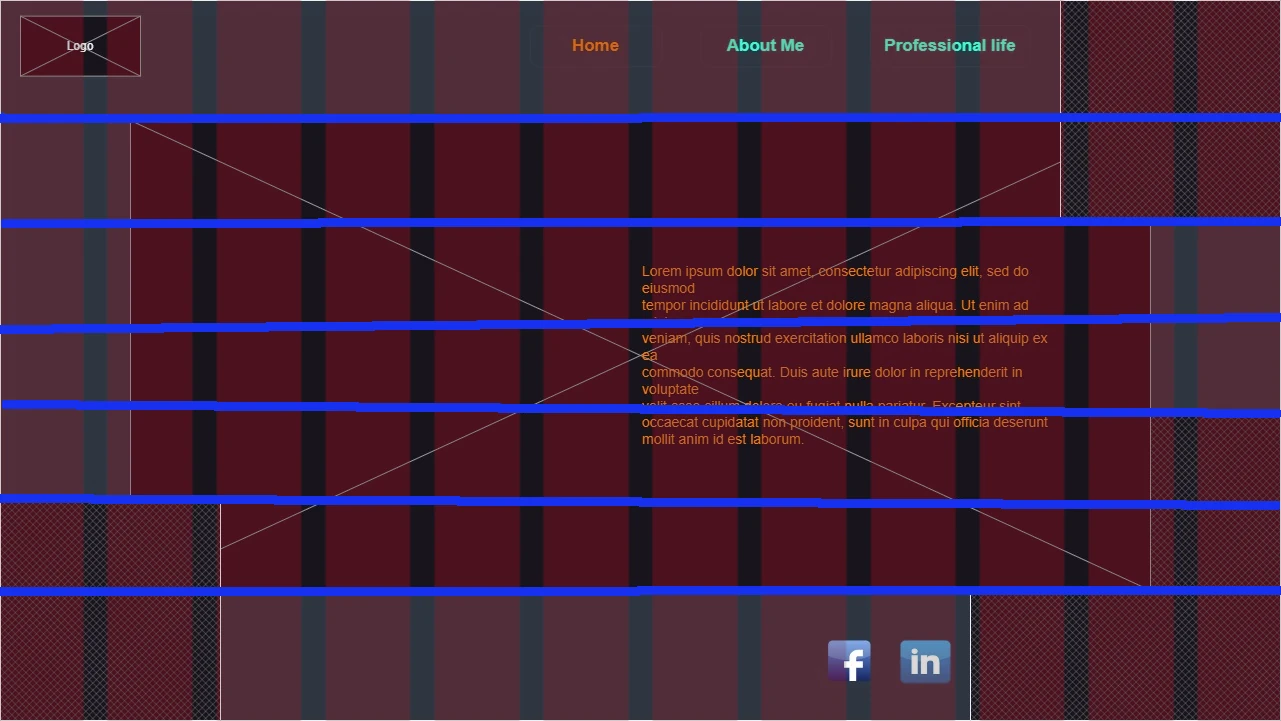 Logo
Home
About Me
Professional life
Lorem ipsum dolor sit amet, consectetur adipiscing elit, sed do
eiusmod
tempor incididunt ut labore et dolore magna aliqua. Ut enim ad
veniam, quis nostrud exercitation ullamco laboris nisi ut aliquip ex
ea
commodo consequat. Duis aute irure dolor in reprehenderit in
voluptate
velit esse cillum dolore eu fugiat nulla pariatur. Excepteur sint
occaecat cupidatat non proident, sunt in culpa qui officia deserunt
mollit anim id est laborum.
f
in